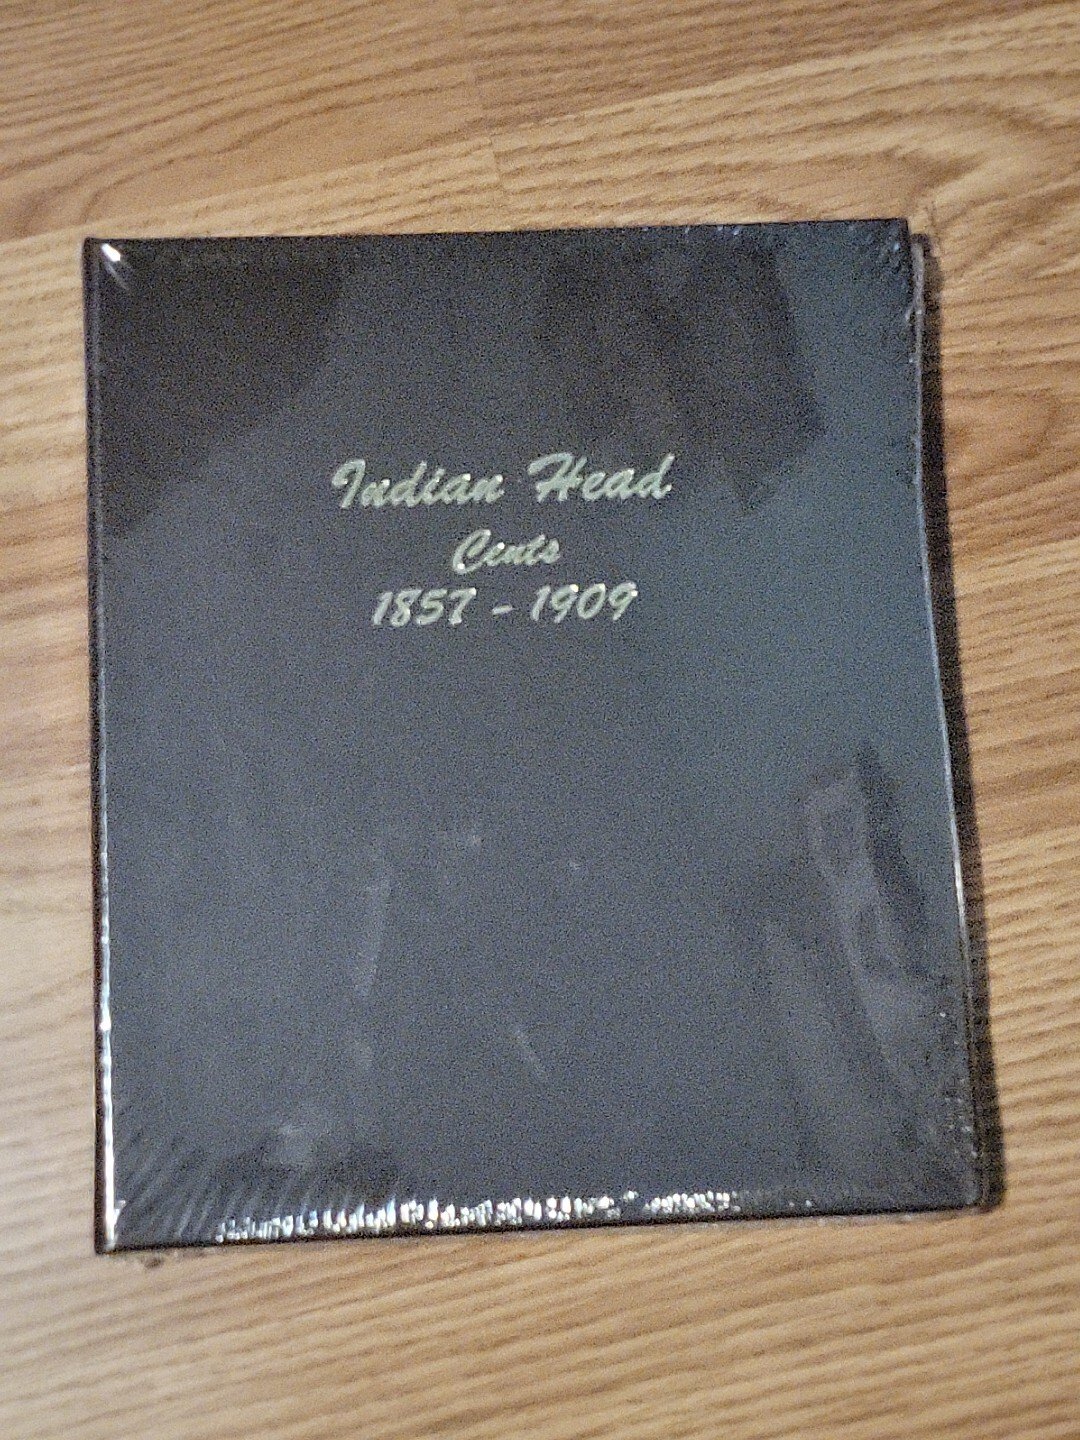 Indian Head
Cents
1857 - 1909